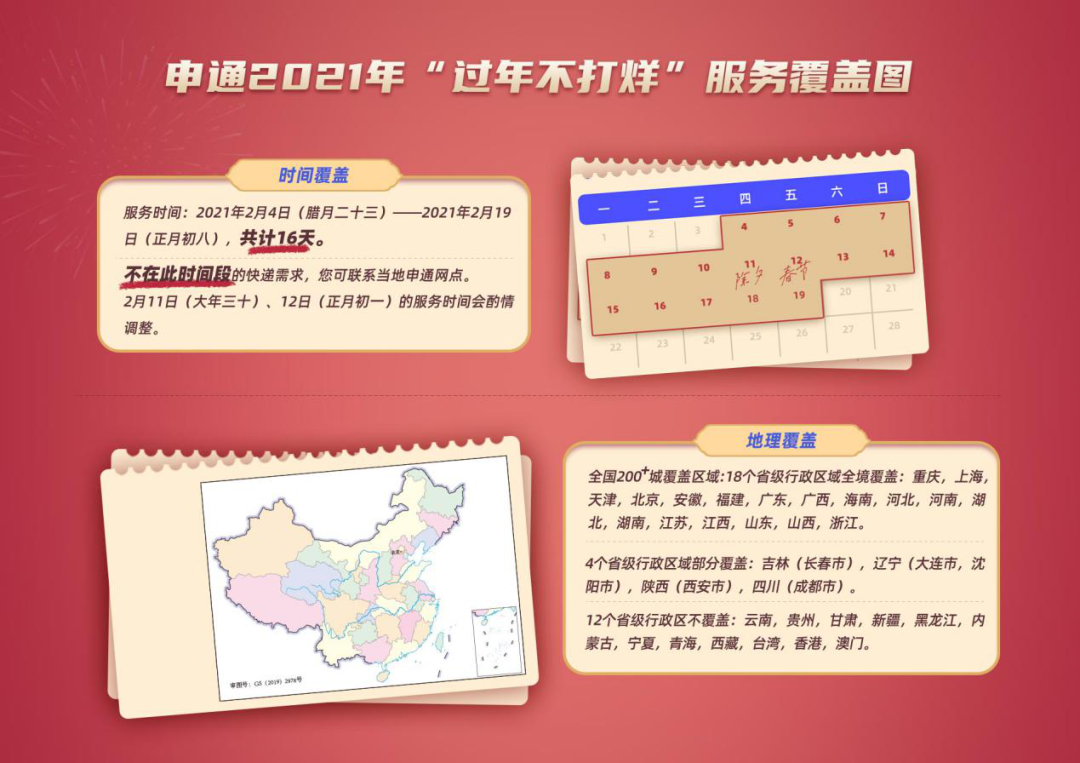 申通2021年“过年不打烊”服务覆盖图
时间覆盖
服务时间：2021年2月4日（腊月二十三）——2021年2月19
日（正月初八），共计16天。
不在此时间段的快递需求，您可联系当地申通网点。
2月11日（大年三十）、12日（正月初一）的服务时间会酌情
调整。
一 二 三 四 五 六 日
1 2 3 4 5 6 7
8 9 10 11 12 13 14
除夕 春节
15 16 17 18 19 20 21
22 23 24 25 26 27 28
北京
审图号：GS（2019）2978号
地理覆盖
全国200+城覆盖区域:18个省级行政区域全境覆盖：重庆，上海，
天津，北京，安徽，福建，广东，广西，海南，河北，河南，湖
北，湖南，江苏，江西，山东，山西，浙江。
4个省级行政区域部分覆盖：吉林（长春市），辽宁（大连市，沈
阳市），陕西（西安市），四川（成都市）。
12个省级行政区不覆盖：云南，贵州，甘肃，新疆，黑龙江，内
蒙古，宁夏，青海，西藏，台湾，香港，澳门。